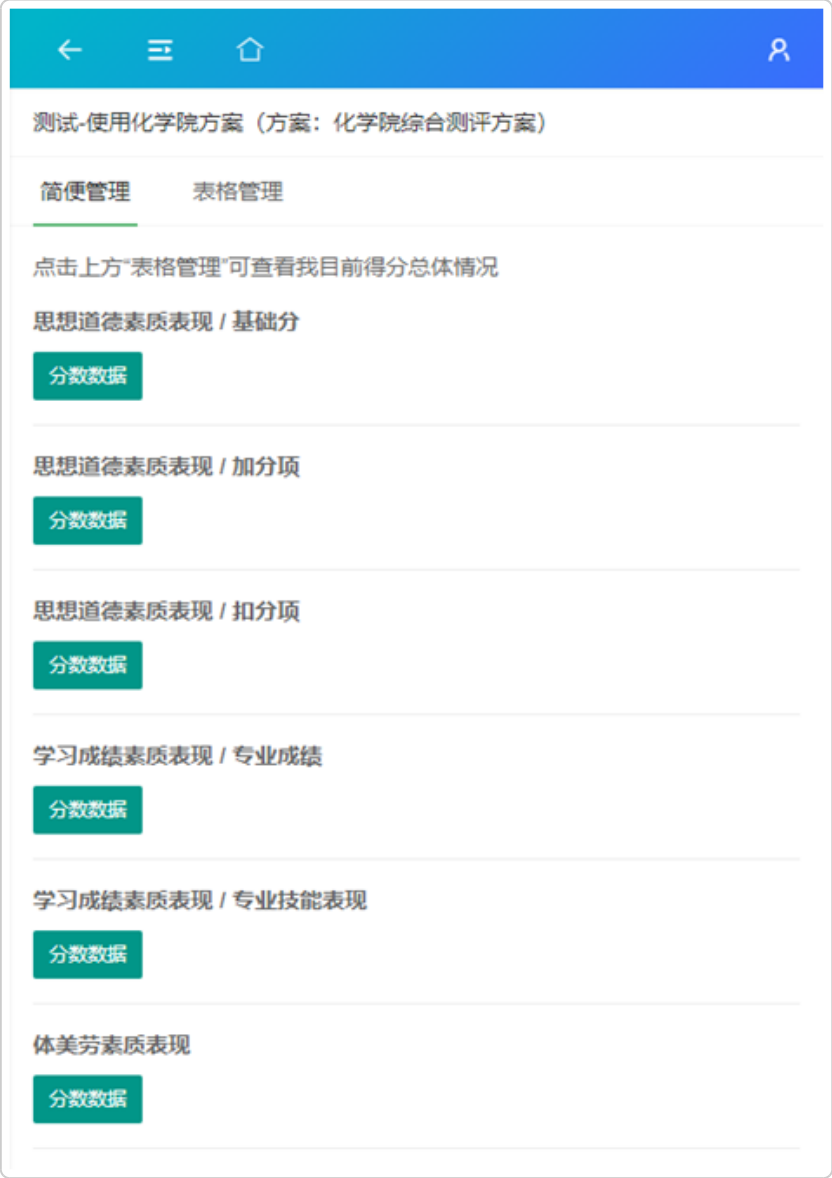 测试-使用化学院方案（方案：化学院综合测评方案）
简便管理 表格管理
点击上方“表格管理”可查看我目前得分总体情况
思想道德素质表现 / 基础分
分数数据
思想道德素质表现 / 加分项
分数数据
思想道德素质表现 / 扣分项
分数数据
学习成绩素质表现 / 专业成绩
分数数据
学习成绩素质表现 / 专业技能表现
分数数据
体美劳素质表现
分数数据